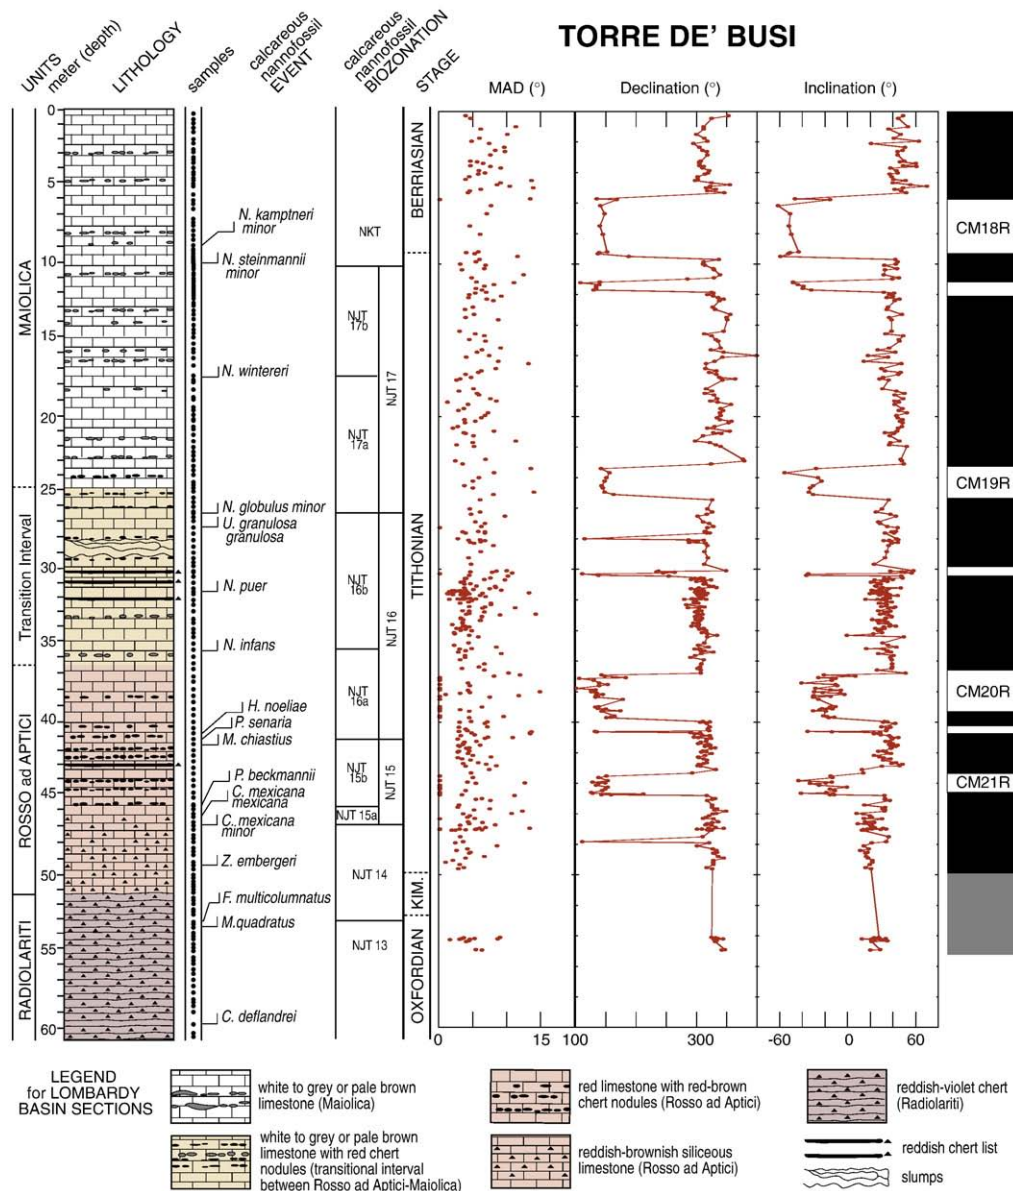 TORRE DE' BUSI
UNITS
meter (depth)
LITHOLOGY
samples
calcareous
nannofossil
EVENT
calcareous
nannofossil
BIOZONATION
STAGE
MAD (°)
Declination (°)
Inclination (°)
0
5
10
15
20
25
30
35
40
45
50
55
60
MAIOLICA
Transition Interval
ROSSO ad APTICI
RADIOLARITI
N. kamptneri
minor
N. steinmannii
minor
N. wintereri
N. globulus minor
U. granulosa
granulosa
N. puer
N. infans
H. noeliae
P. senaria
M. chiastius
P. beckmannii
C. mexicana
mexicana
C. mexicana
minor
Z. embergeri
F. multicolumnatus
M.quadratus
C. deflandrei
NKT
NJT
17b
NJT
17a
NJT 17
NJT
16b
NJT
16a
NJT 16
NJT
15b
NJT 15a
NJT 15
NJT 14
NJT 13
BERRIASIAN
TITHONIAN
KIM.
OXFORDIAN
CM18R
CM19R
CM20R
CM21R
0
15
100
300
-60
0
60
LEGEND
for LOMBARDY
BASIN SECTIONS
white to grey or pale brown
limestone (Maiolica)
white to grey or pale brown
limestone with red chert
nodules (transitional interval
between Rosso ad Aptici-Maiolica)
red limestone with red-brown
chert nodules (Rosso ad Aptici)
reddish-brownish siliceous
limestone (Rosso ad Aptici)
reddish-violet chert
(Radiolariti)
reddish chert list
slumps